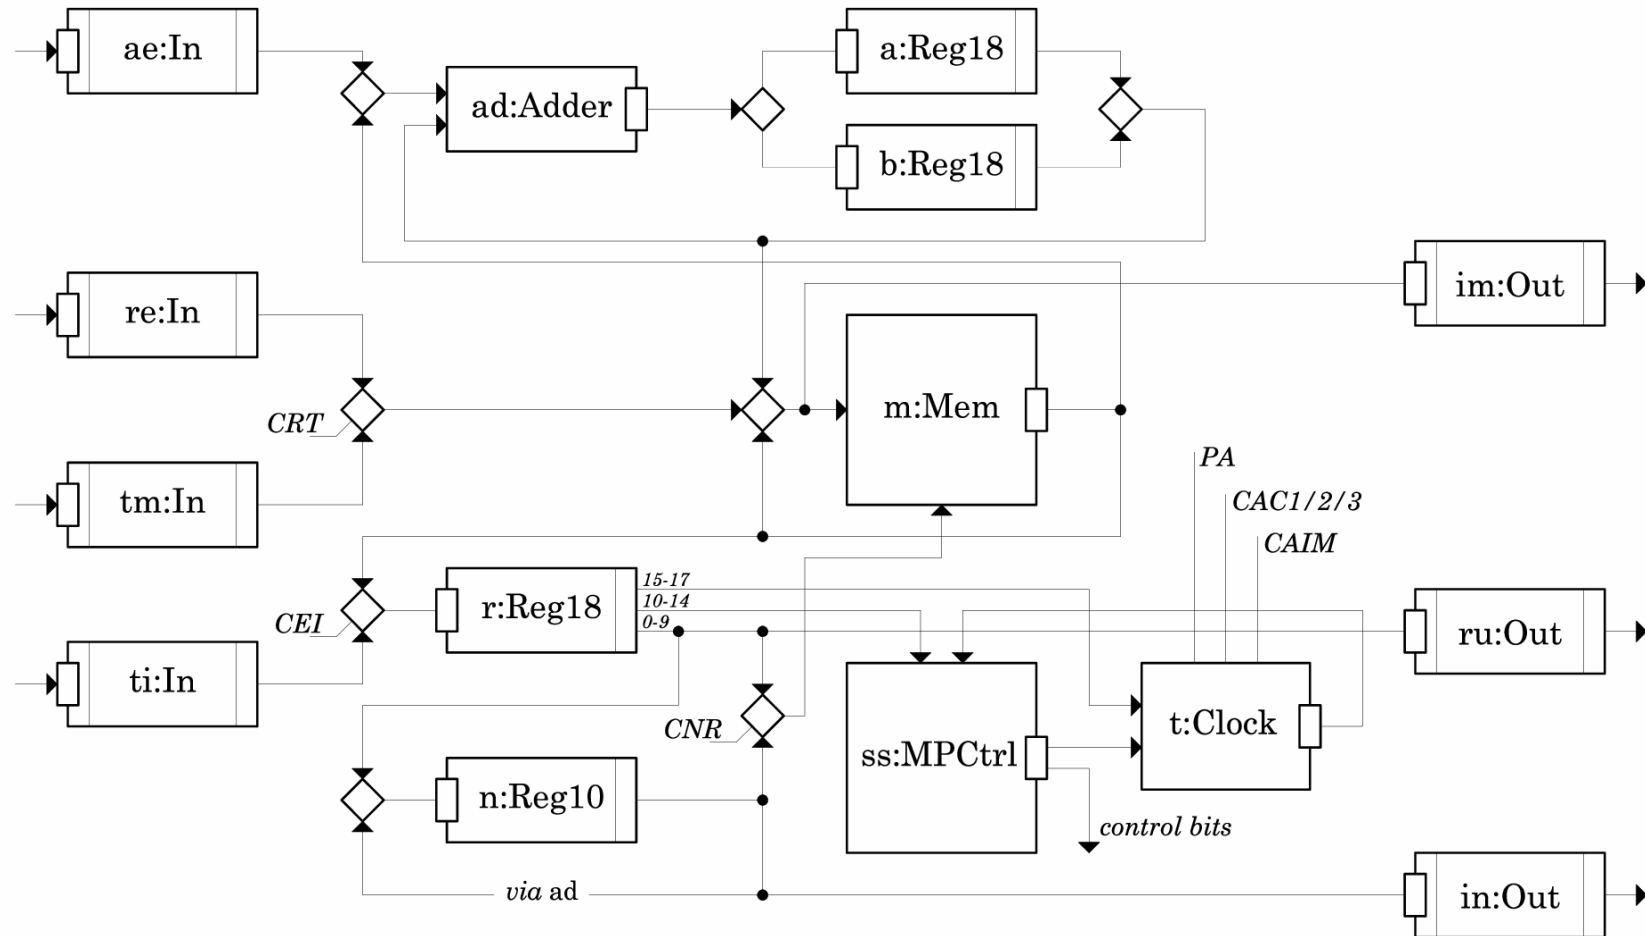 ae:In
a:Reg18
ad:Adder
b:Reg18
re:In
im:Out
CRT
m:Mem
PA
tm:In
CAC1/2/3
CAIM
15-17
10-14
0-9
CEI
r:Reg18
ru:Out
ti:In
CNR
t:Clock
ss:MPCtrl
n:Reg10
control bits
via ad
in:Out